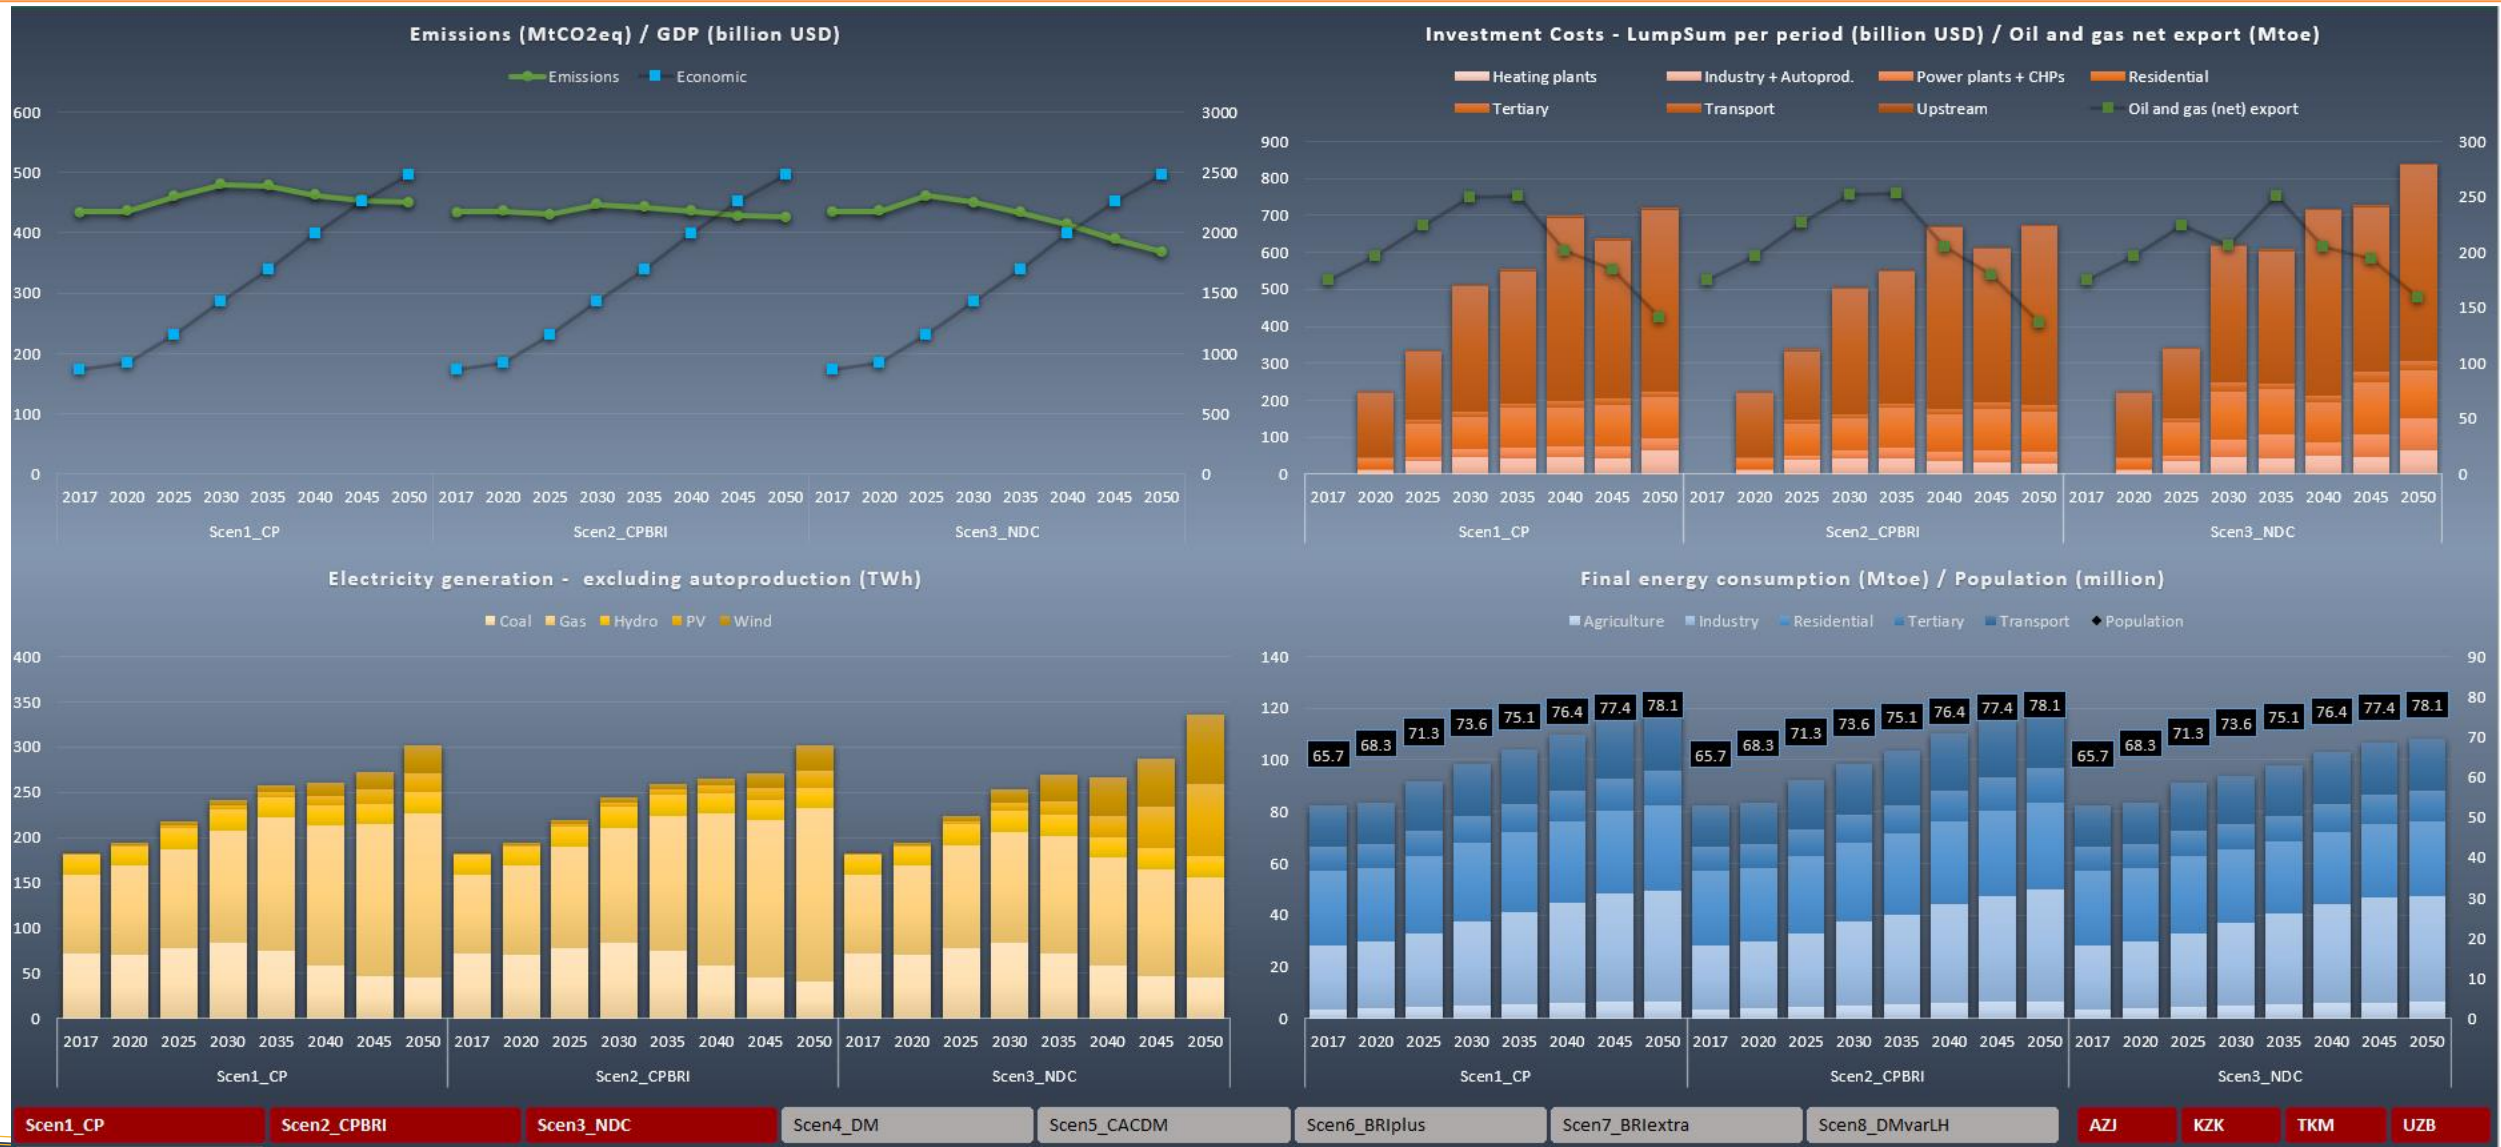 Emissions (MtCO2eq) / GDP (billion USD)
Emissions Economic
600 3000
500 2500
400 2000
300 1500
200 1000
100 500
0 0
2017 2020 2025 2030 2035 2040 2045 2050 2017 2020 2025 2030 2035 2040 2045 2050 2017 2020 2025 2030 2035 2040 2045 2050
Scen1_CP Scen2_CPBRI Scen3_NDC
Investment Costs - LumpSum per period (billion USD) / Oil and gas net export (Mtoe)
Heating plants Industry + Autoprod. Power plants + CHPs Residential
Tertiary Transport Upstream Oil and gas (net) export
900 300
800
700 250
600 200
500
400 150
300 100
200
100 50
0 0
2017 2020 2025 2030 2035 2040 2045 2050 2017 2020 2025 2030 2035 2040 2045 2050 2017 2020 2025 2030 2035 2040 2045 2050
Scen1_CP Scen2_CPBRI Scen3_NDC
Electricity generation - excluding autoproduction (TWh)
Coal Gas Hydro PV Wind
400
350
300
250
200
150
100
50
0
2017 2020 2025 2030 2035 2040 2045 2050 2017 2020 2025 2030 2035 2040 2045 2050 2017 2020 2025 2030 2035 2040 2045 2050
Scen1_CP Scen2_CPBRI Scen3_NDC
Final energy consumption (Mtoe) / Population (million)
Agriculture Industry Residential Tertiary Transport Population
140 90
120 80
100 70
80 60
60 50
40 40
20 30
0 20
10
0
65.7 68.3 71.3 73.6 75.1 76.4 77.4 78.1 65.7 68.3 71.3 73.6 75.1 76.4 77.4 78.1 65.7 68.3 71.3 73.6 75.1 76.4 77.4 78.1
2017 2020 2025 2030 2035 2040 2045 2050 2017 2020 2025 2030 2035 2040 2045 2050 2017 2020 2025 2030 2035 2040 2045 2050
Scen1_CP Scen2_CPBRI Scen3_NDC
Scen1_CP Scen2_CPBRI Scen3_NDC Scen4_DM Scen5_CACDM Scen6_BRIplus Scen7_BRIextra Scen8_DMvarLH AZJ KZK TKM UZB